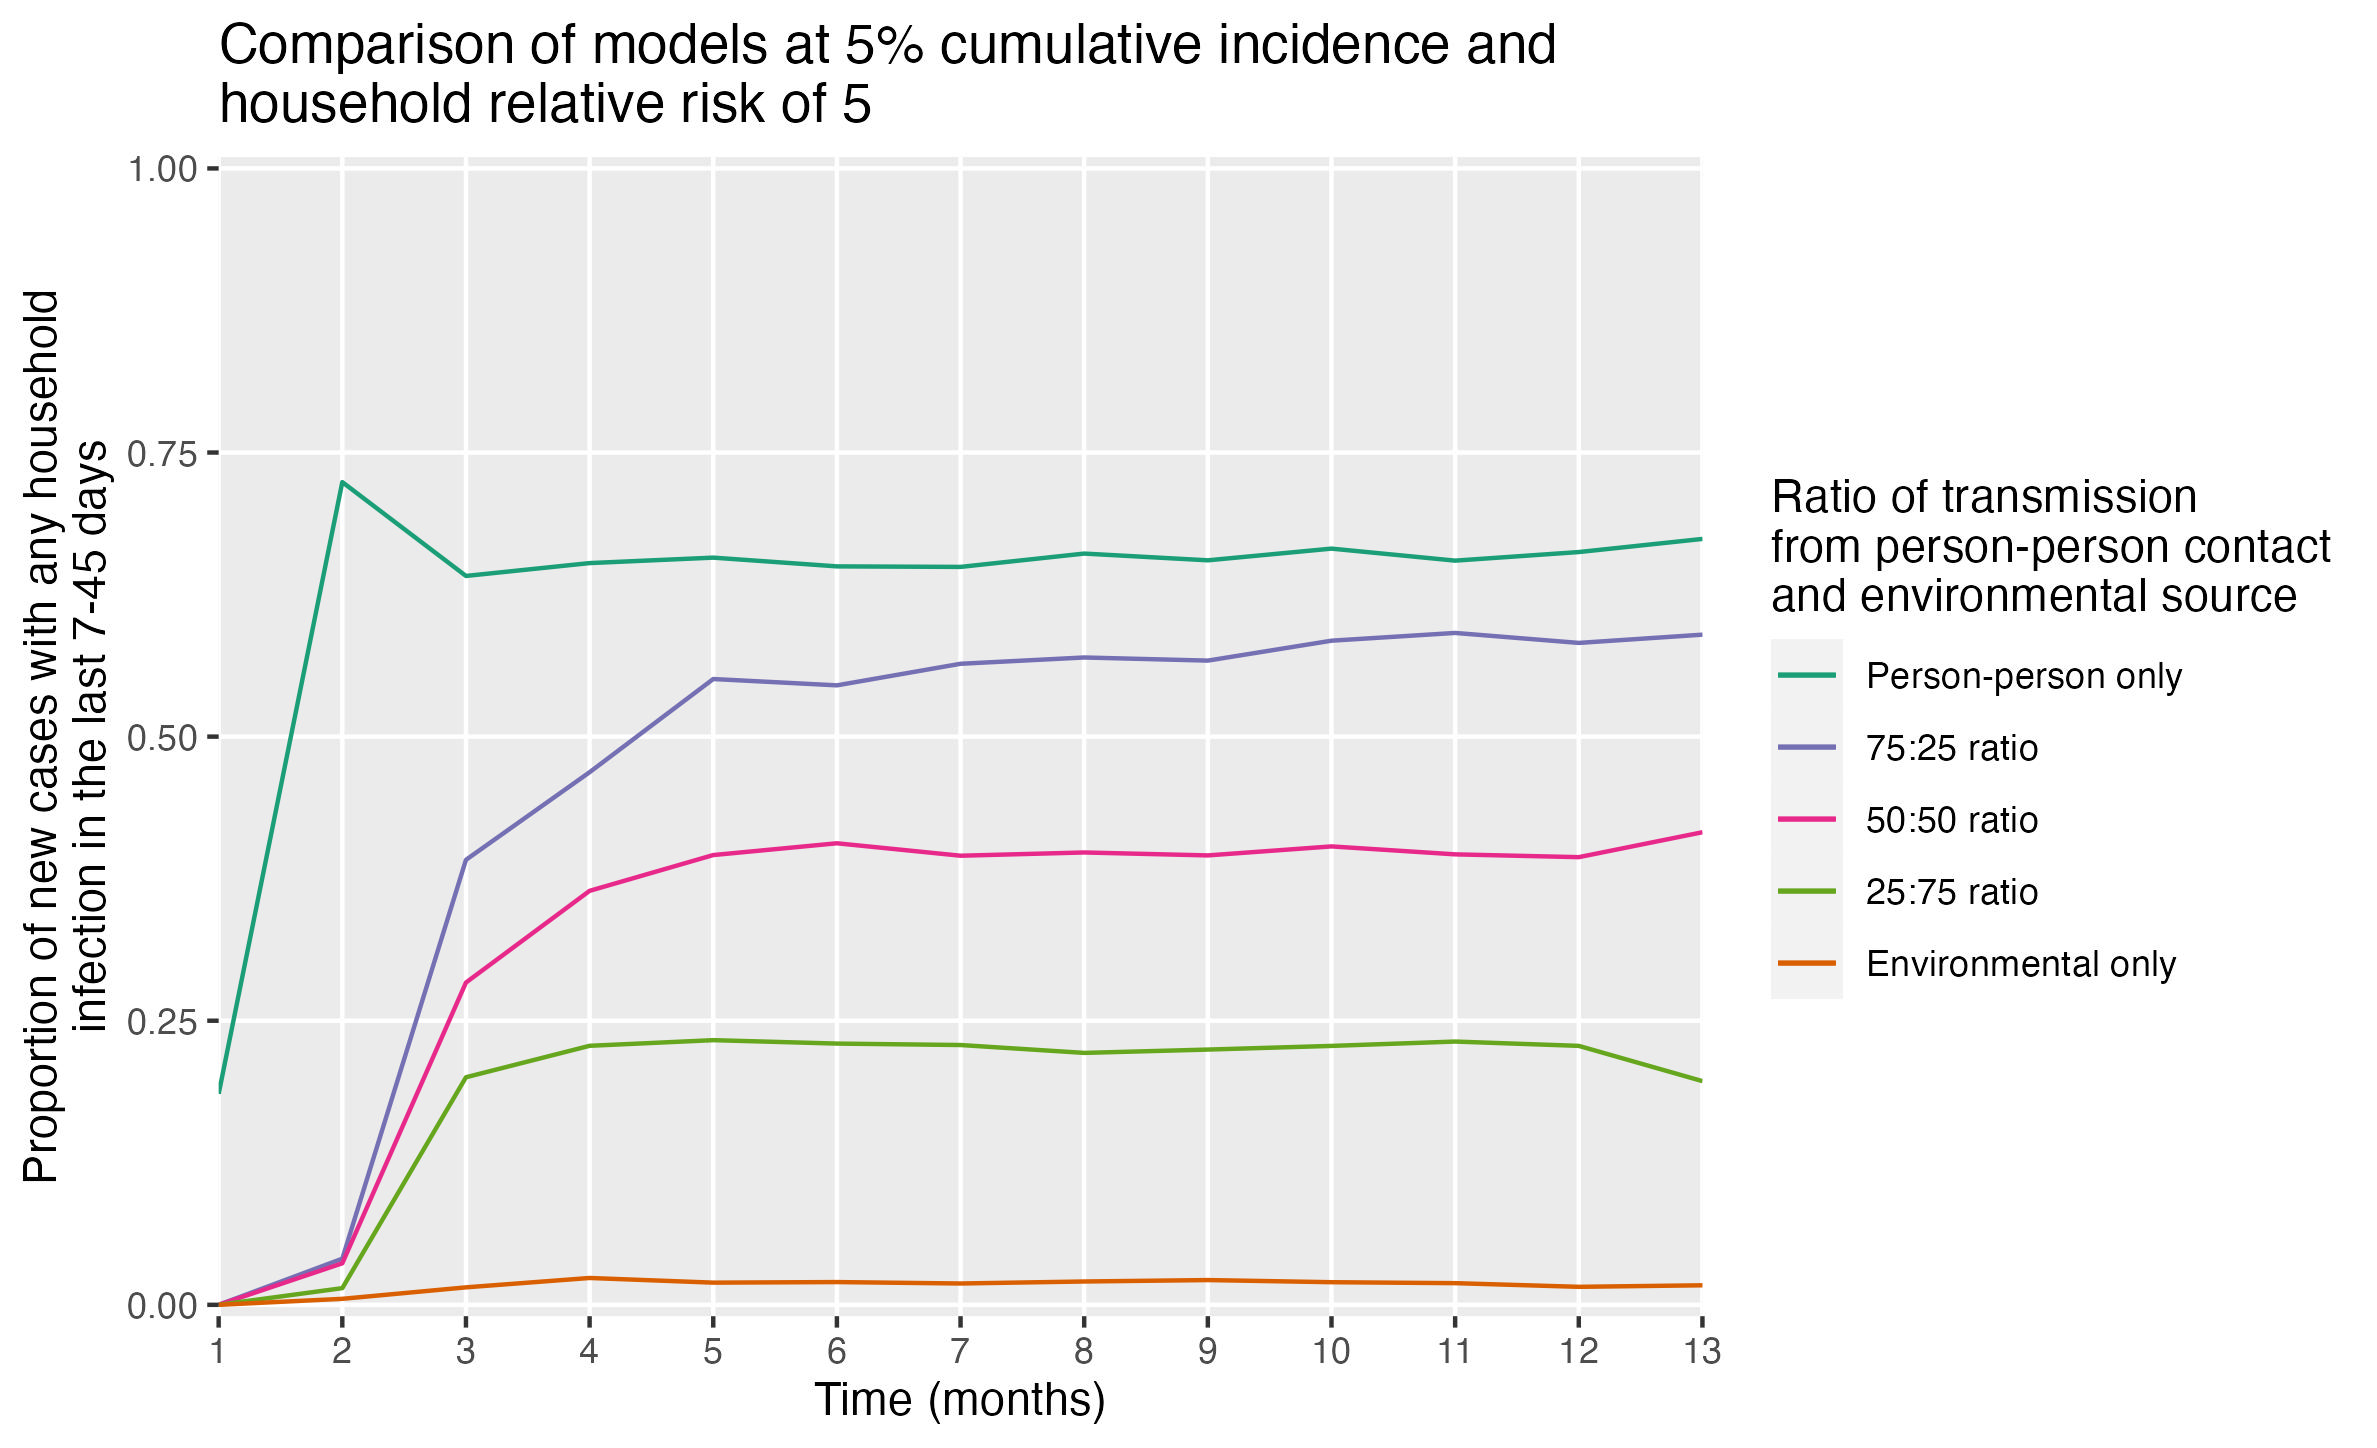 Comparison of models at 5% cumulative incidence and
household relative risk of 5
Proportion of new cases with any household
infection in the last 7-45 days
1.00
0.75
0.50
0.25
0.00
1 2 3 4 5 6 7 8 9 10 11 12 13
Time (months)
Ratio of transmission
from person-person contact
and environmental source
Person-person only
75:25 ratio
50:50 ratio
25:75 ratio
Environmental only